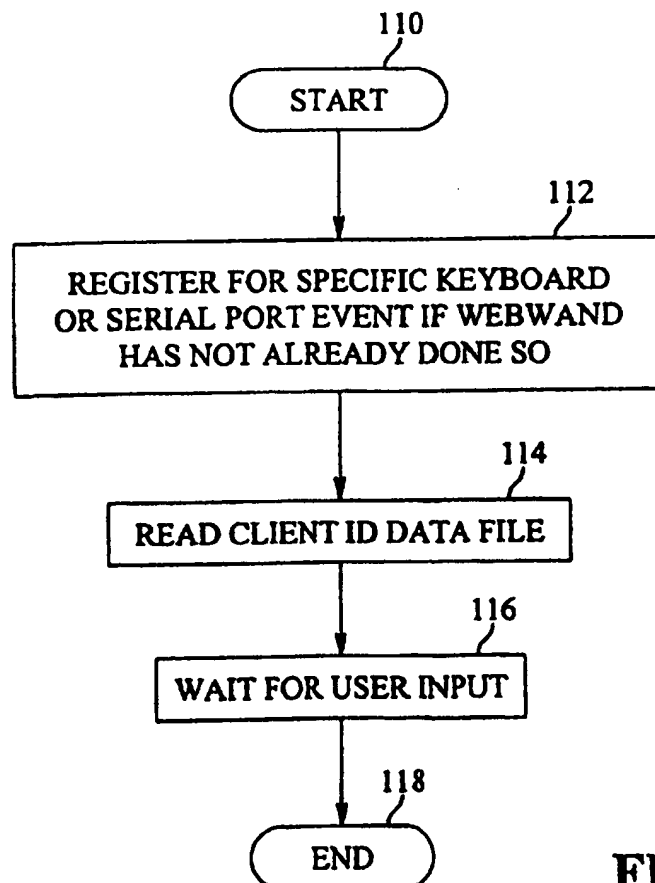 110
START
112
REGISTER FOR SPECIFIC KEYBOARD
OR SERIAL PORT EVENT IF WEBWAND
HAS NOT ALREADY DONE SO
114
READ CLIENT ID DATA FILE
116
WAIT FOR USER INPUT
118
END